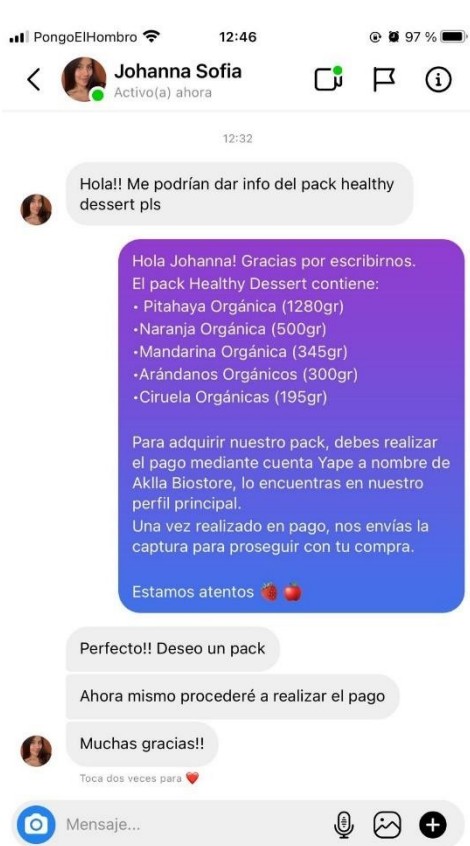 PongoElHombro 12:46 97 %
Johanna Sofia
Activo(a) ahora
12:32
Hola!! Me podrían dar info del pack healthy
dessert pls
Hola Johanna! Gracias por escribirnos.
El pack Healthy Dessert contiene:
• Pitahaya Orgánica (1280gr)
•Naranja Orgánica (500gr)
•Mandarina Orgánica (345gr)
•Arándanos Orgánicos (300gr)
•Ciruela Orgánicas (195gr)
Para adquirir nuestro pack, debes realizar
el pago mediante cuenta Yape a nombre de
Aklla Biostore, lo encuentras en nuestro
perfil principal.
Una vez realizado en pago, nos envías la
captura para proseguir con tu compra.
Estamos atentos 🍓 🍎
Perfecto!! Deseo un pack
Ahora mismo procederé a realizar el pago
Muchas gracias!!
Toca dos veces para ❤️
Mensaje...